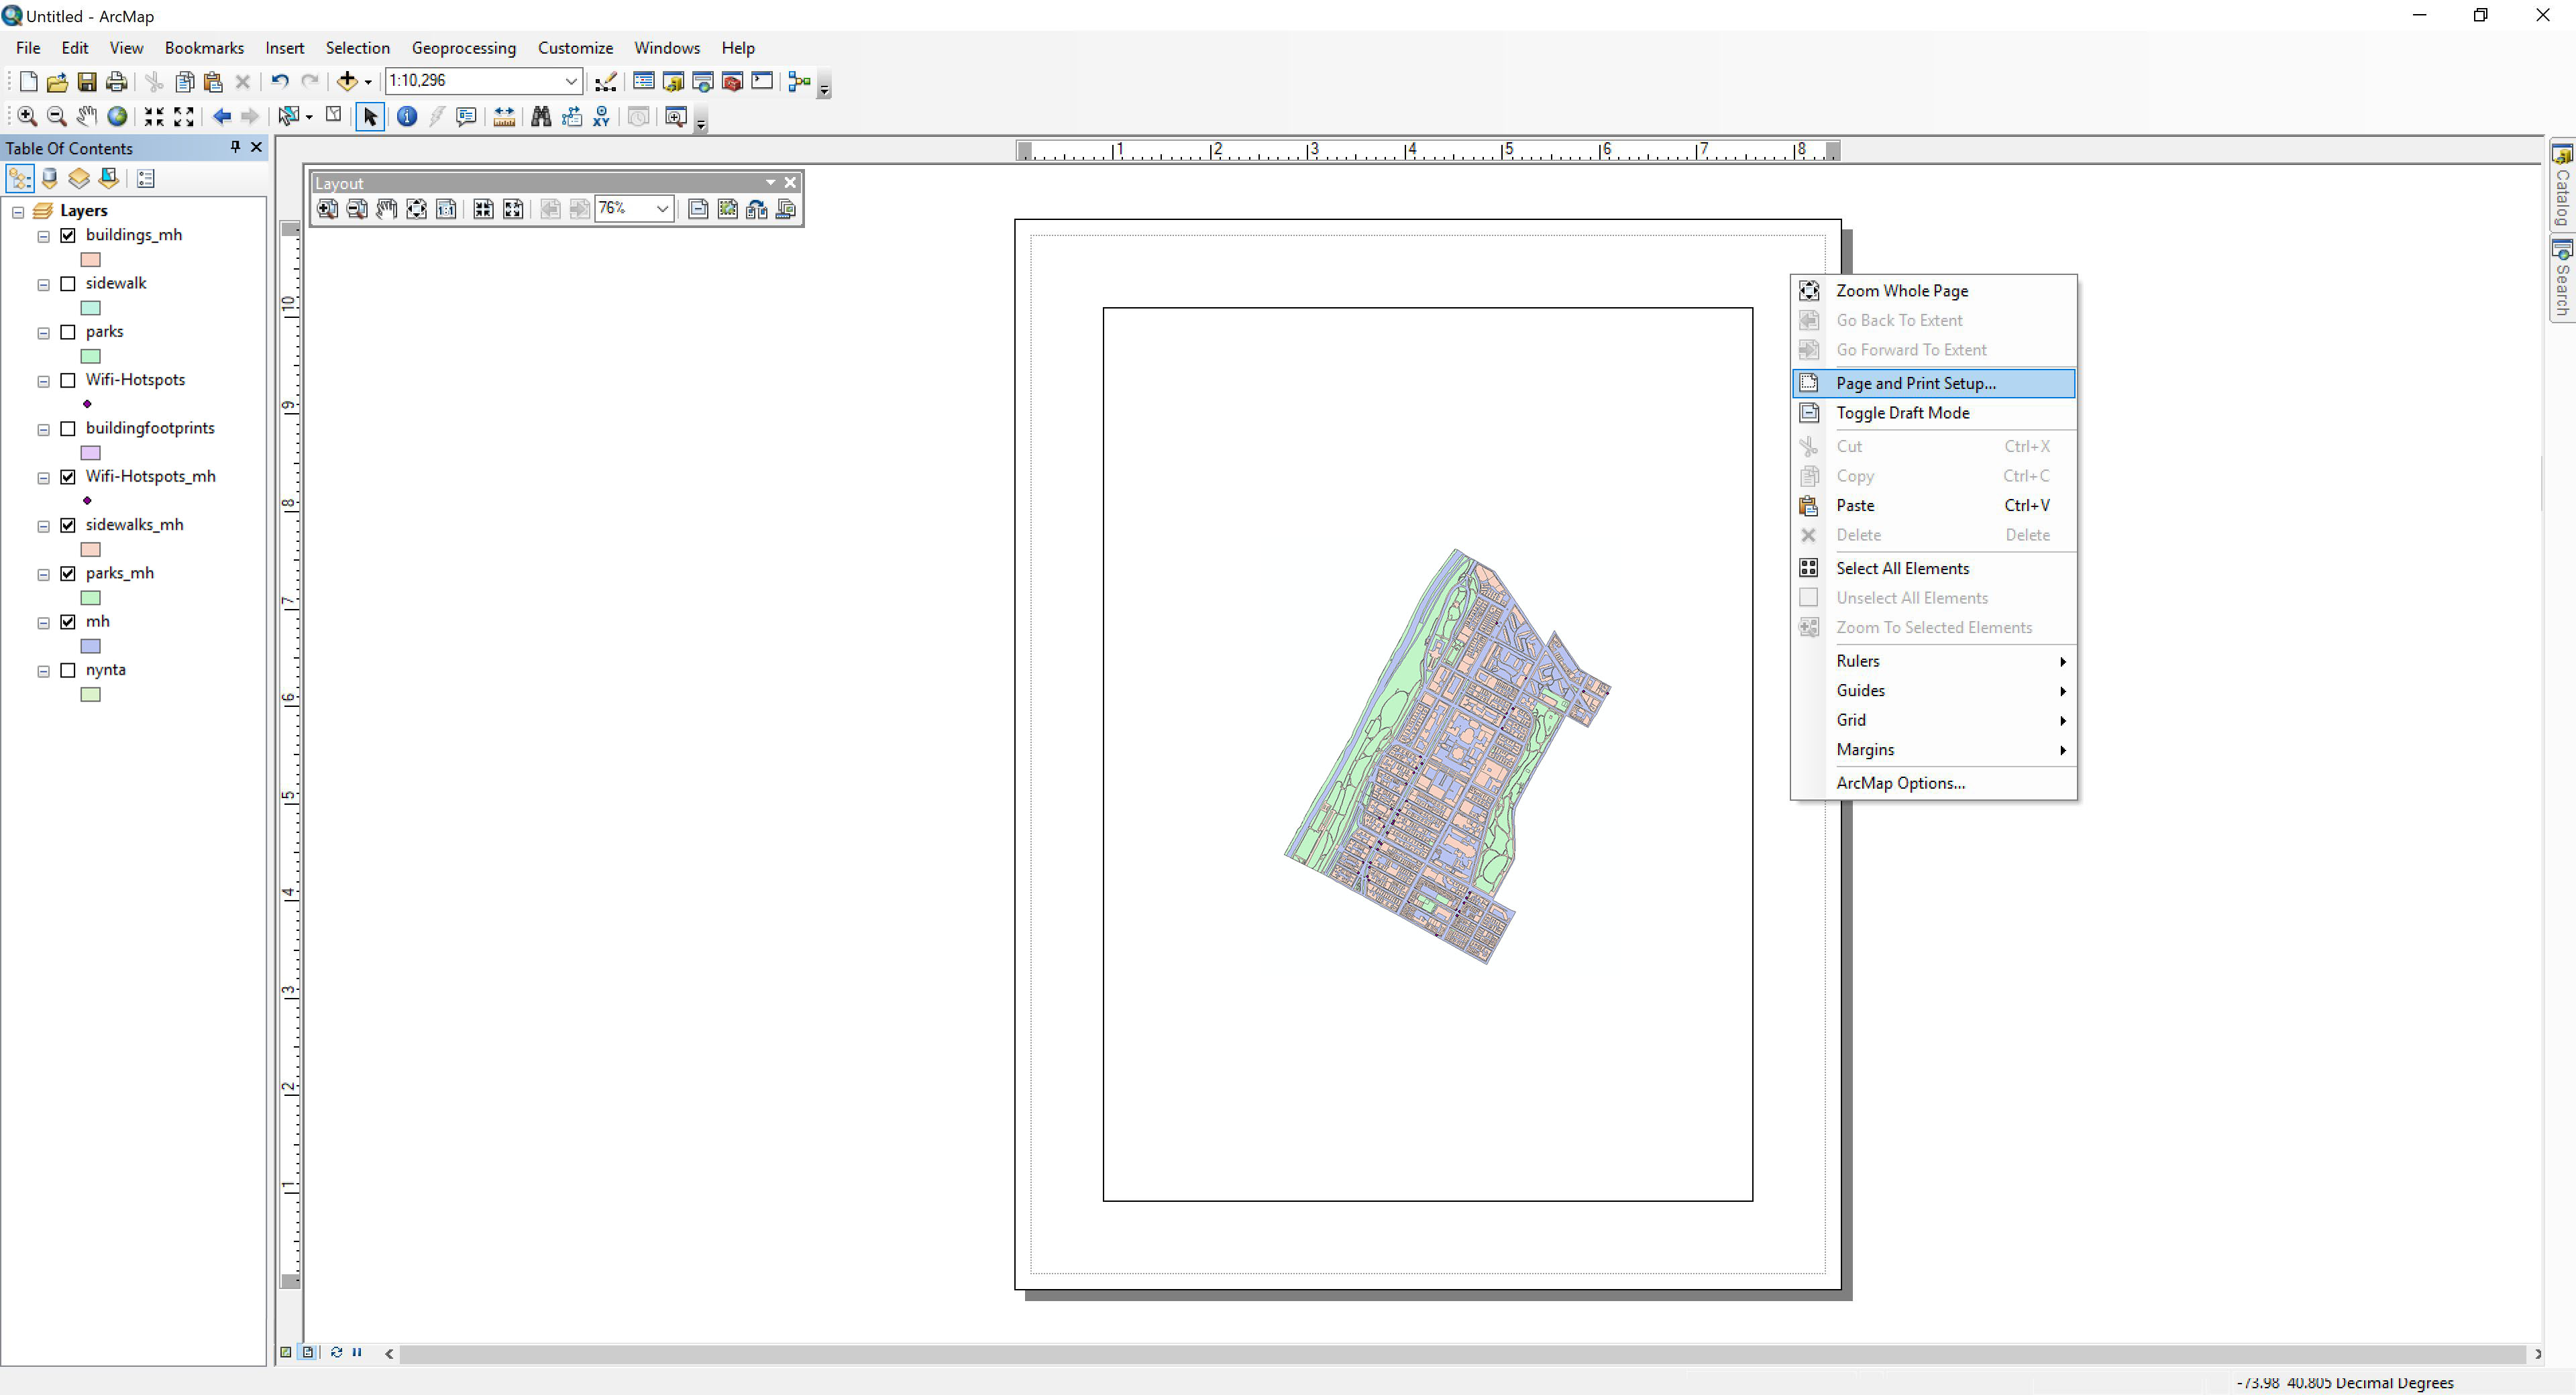 Untitled - ArcMap
File Edit View Bookmarks Insert Selection Geoprocessing Customize Windows Help
1:10,296
Table Of Contents
Layers
buildings_mh
sidewalk
parks
Wifi-Hotspots
buildingfootprints
Wifi-Hotspots_mh
sidewalks_mh
parks_mh
mh
nynta
1 2 3 4 5 6 7 8
Layout
1:1 76%
10
9
8
7
6
5
4
3
2
1
Zoom Whole Page
Go Back To Extent
Go Forward To Extent
Page and Print Setup...
Toggle Draft Mode
Cut Ctrl+X
Copy Ctrl+C
Paste Ctrl+V
Delete Delete
Select All Elements
Unselect All Elements
Zoom To Selected Elements
Rulers
Guides
Grid
Margins
ArcMap Options...
Catalog
Search
XY
-73.98 40.805 Decimal Degrees